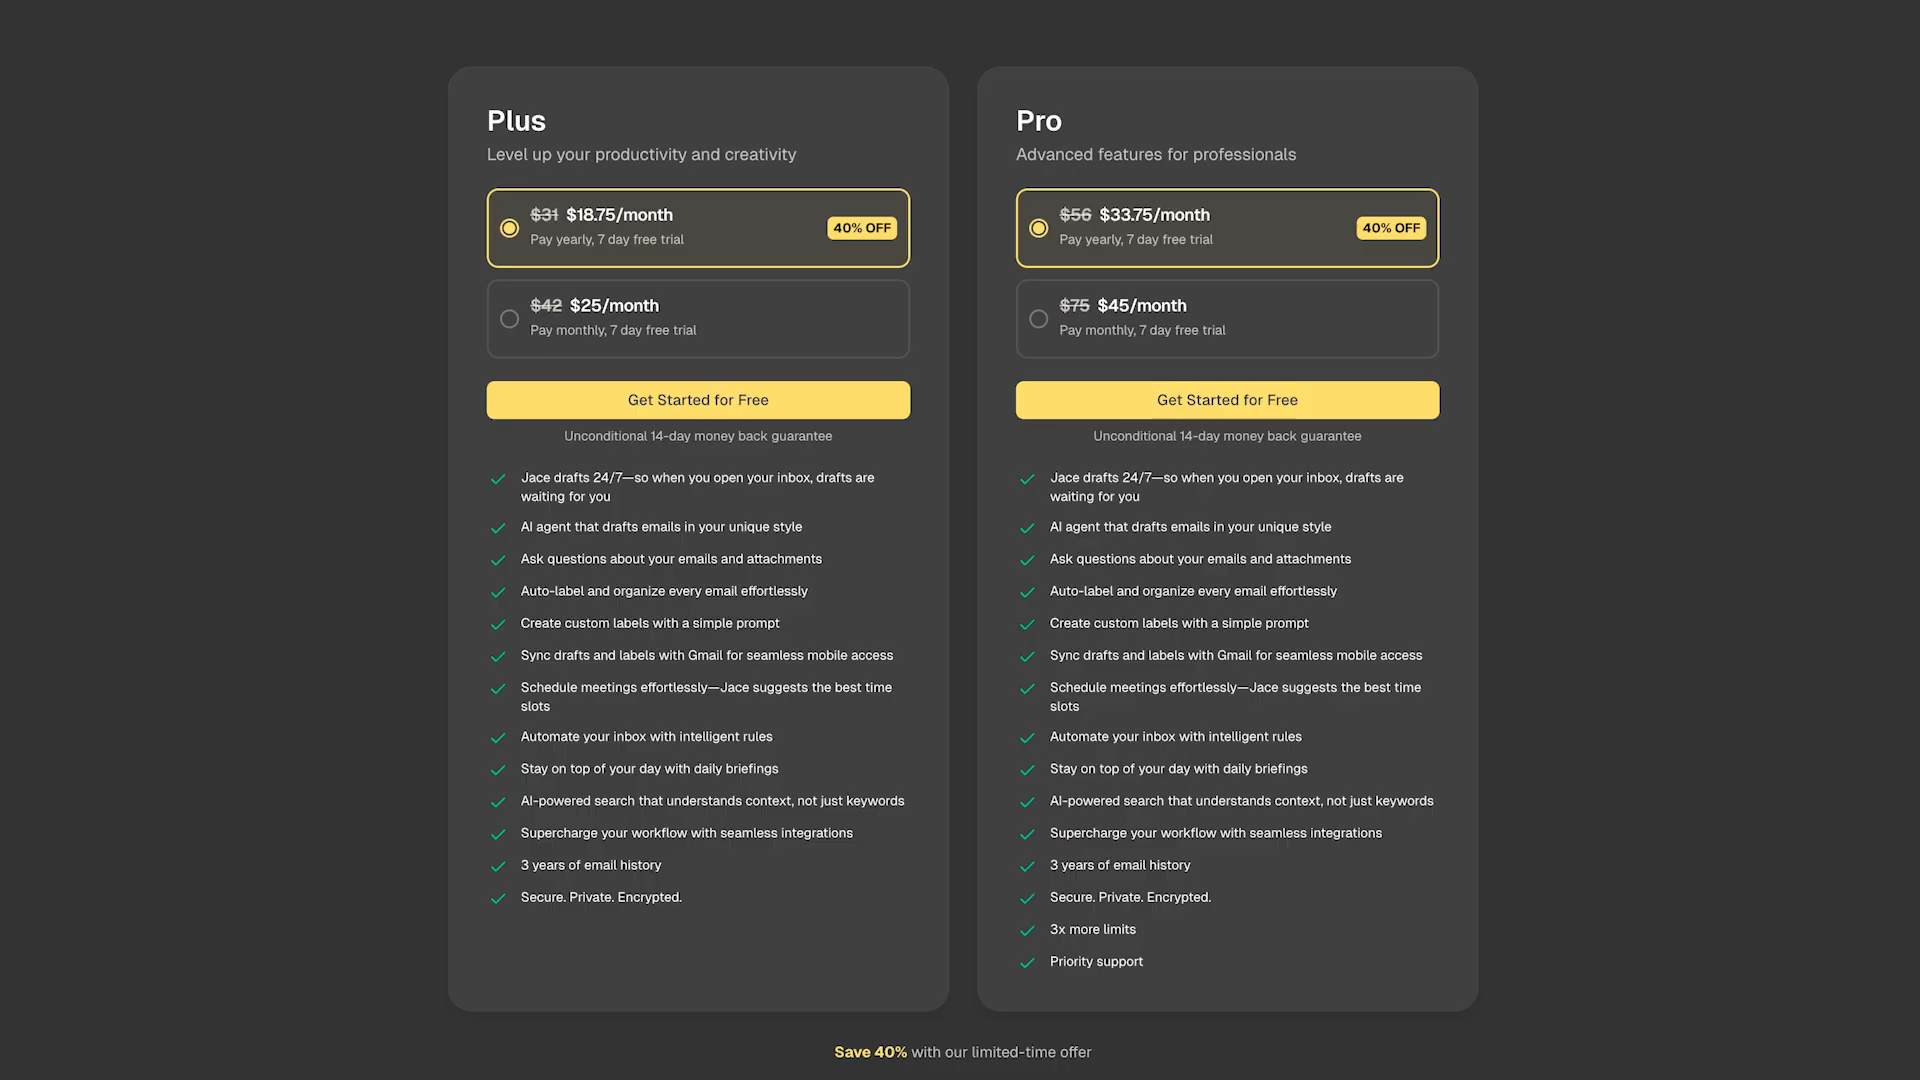 Plus
Level up your productivity and creativity
$31 $18.75/month
Pay yearly, 7 day free trial
40% OFF
$42 $25/month
Pay monthly, 7 day free trial
Get Started for Free
Unconditional 14-day money back guarantee
Jace drafts 24/7—so when you open your inbox, drafts are
waiting for you
AI agent that drafts emails in your unique style
Ask questions about your emails and attachments
Auto-label and organize every email effortlessly
Create custom labels with a simple prompt
Sync drafts and labels with Gmail for seamless mobile access
Schedule meetings effortlessly—Jace suggests the best time
slots
Automate your inbox with intelligent rules
Stay on top of your day with daily briefings
AI-powered search that understands context, not just keywords
Supercharge your workflow with seamless integrations
3 years of email history
Secure. Private. Encrypted.
Pro
Advanced features for professionals
$56 $33.75/month
Pay yearly, 7 day free trial
40% OFF
$75 $45/month
Pay monthly, 7 day free trial
Get Started for Free
Unconditional 14-day money back guarantee
Jace drafts 24/7—so when you open your inbox, drafts are
waiting for you
AI agent that drafts emails in your unique style
Ask questions about your emails and attachments
Auto-label and organize every email effortlessly
Create custom labels with a simple prompt
Sync drafts and labels with Gmail for seamless mobile access
Schedule meetings effortlessly—Jace suggests the best time
slots
Automate your inbox with intelligent rules
Stay on top of your day with daily briefings
AI-powered search that understands context, not just keywords
Supercharge your workflow with seamless integrations
3 years of email history
Secure. Private. Encrypted.
3x more limits
Priority support
Save 40% with our limited-time offer